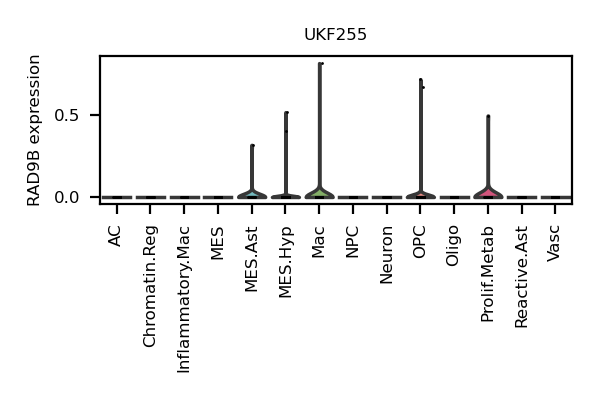 UKF255
RAD9B expression
0.5
0.0
AC
Chromatin.Reg
Inflammatory.Mac
MES
MES.Ast
MES.Hyp
Mac
NPC
Neuron
OPC
Oligo
Prolif.Metab
Reactive.Ast
Vasc